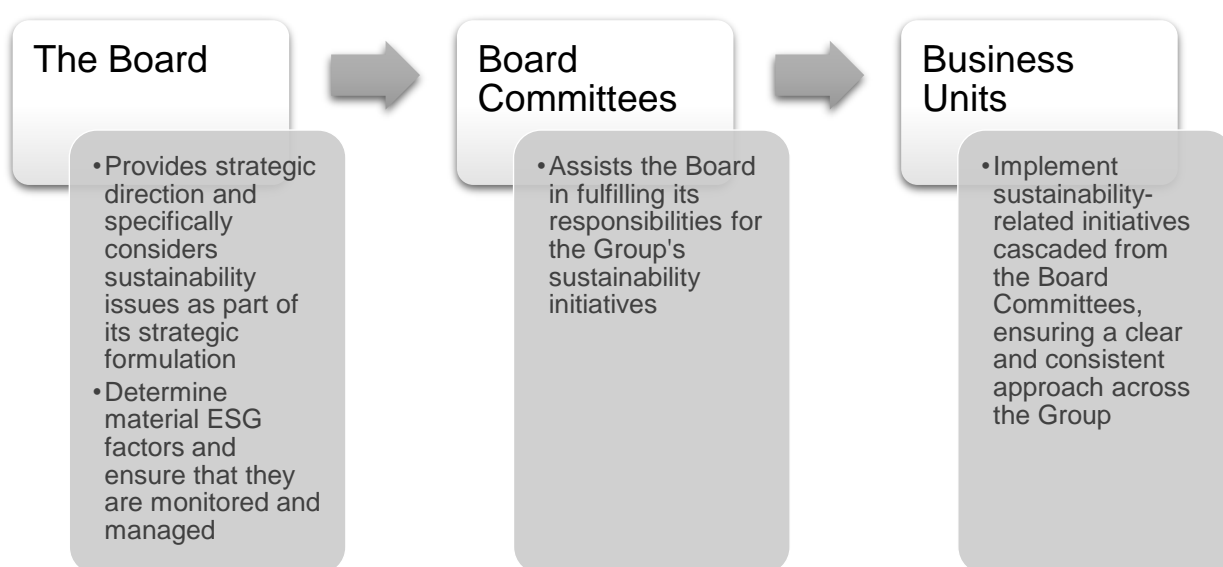 The Board
•Provides strategic
direction and
specifically
considers
sustainability
issues as part of
its strategic
formulation
•Determine
material ESG
factors and
ensure that they
are monitored and
managed
Board
Committees
•Assists the Board
in fulfilling its
responsibilities for
the Group's
sustainability
initiatives
Business
Units
•Implement
sustainability-
related initiatives
cascaded from
the Board
Committees,
ensuring a clear
and consistent
approach across
the Group